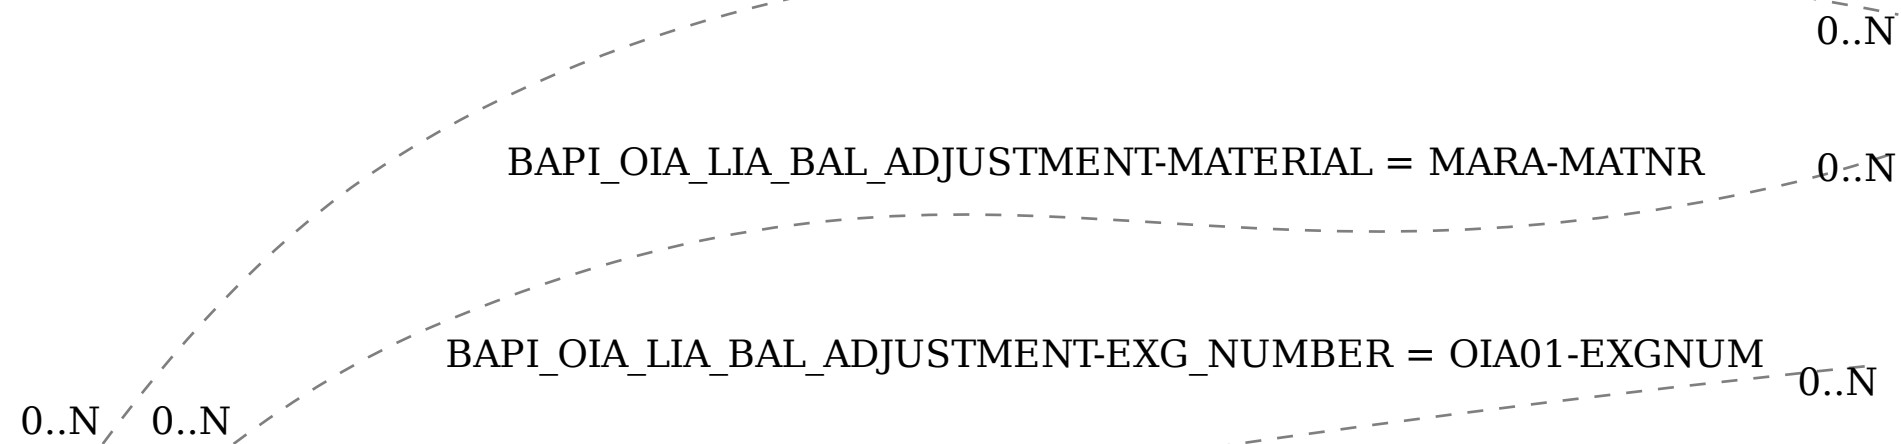 0..N
BAPI_OIA_LIA_BAL_ADJUSTMENT-MATERIAL = MARA-MATNR
0..N
BAPI_OIA_LIA_BAL_ADJUSTMENT-EXG_NUMBER = OIA01-EXGNUM
0..N
0..N
0..N